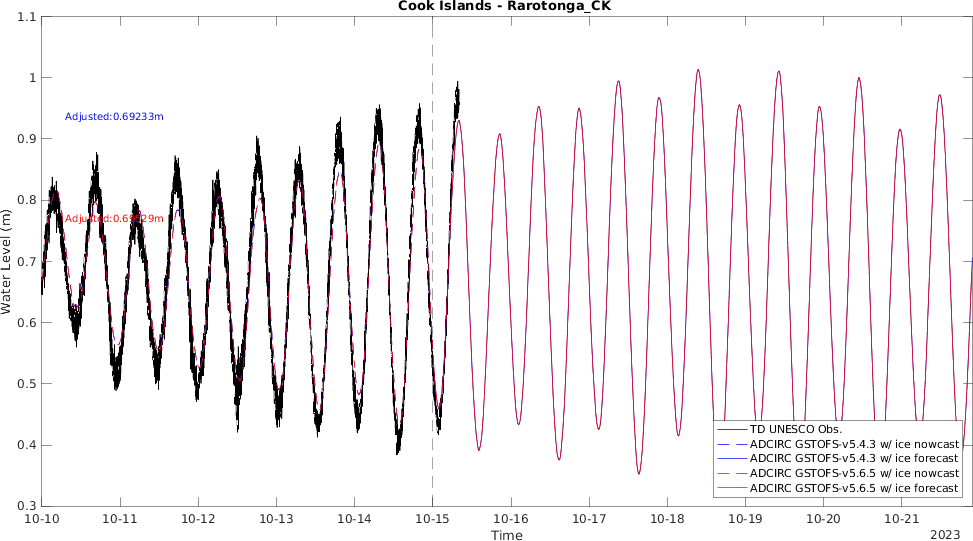 Cook Islands - Rarotonga_CK
1.1
1
0.9
0.8
0.7
0.6
0.5
0.4
0.3
Water Level (m)
Adjusted:0.69233m
Adjusted:0.69229m
TD UNESCO Obs.
ADCIRC GSTOFS-v5.4.3 w/ ice nowcast
ADCIRC GSTOFS-v5.4.3 w/ ice forecast
ADCIRC GSTOFS-v5.6.5 w/ ice nowcast
ADCIRC GSTOFS-v5.6.5 w/ ice forecast
10-10 10-11 10-12 10-13 10-14 10-15 10-16 10-17 10-18 10-19 10-20 10-21
Time
2023